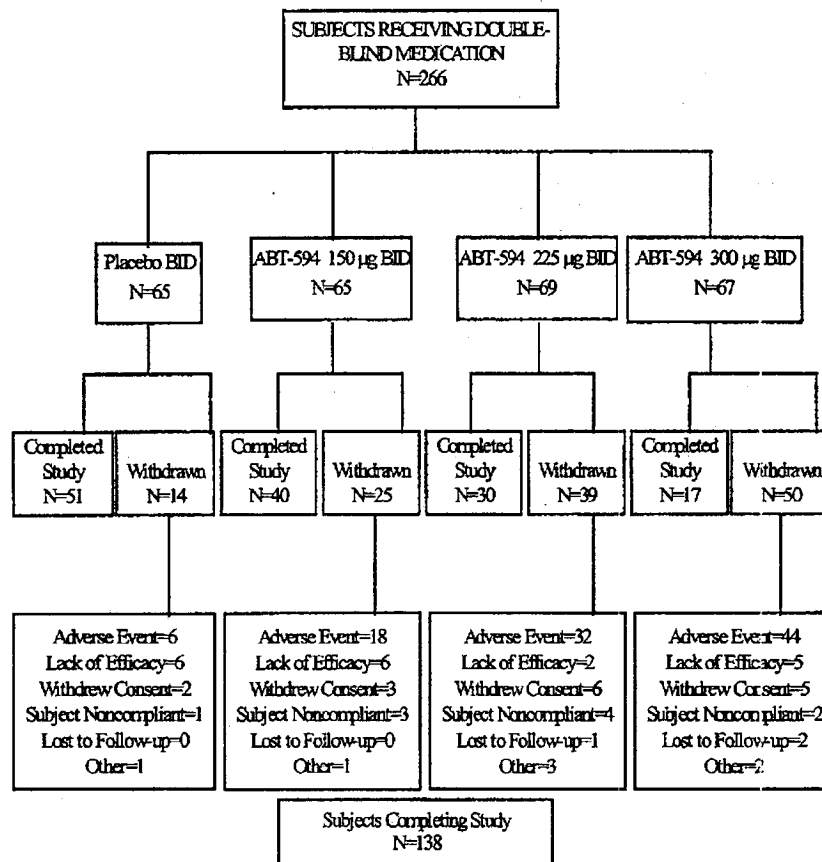 SUBJECTS RECEIVING DOUBLE-
BLIND MEDICATION
N=266
Placebo BID
N=65
ABT-594 150 µg BID
N=65
ABT-594 225 µg BID
N=69
ABT-594 300 µg BID
N=67
Completed
Study
N=51
Withdrawn
N=14
Completed
Study
N=40
Withdrawn
N=25
Completed
Study
N=30
Withdrawn
N=39
Completed
Study
N=17
Withdrawn
N=50
Adverse Event=6
Lack of Efficacy=6
Withdrew Consent=2
Subject Noncompliant=1
Lost to Follow-up=0
Other=1
Adverse Event=18
Lack of Efficacy=6
Withdrew Consent=3
Subject Noncompliant=3
Lost to Follow-up=0
Other=1
Adverse Event=32
Lack of Efficacy=2
Withdrew Consent=6
Subject Noncompliant=4
Lost to Follow-up=1
Other=3
Adverse Event=44
Lack of Efficacy=5
Withdrew Consent=5
Subject Noncompliant=2
Lost to Follow-up=2
Other=2
Subjects Completing Study
N=138